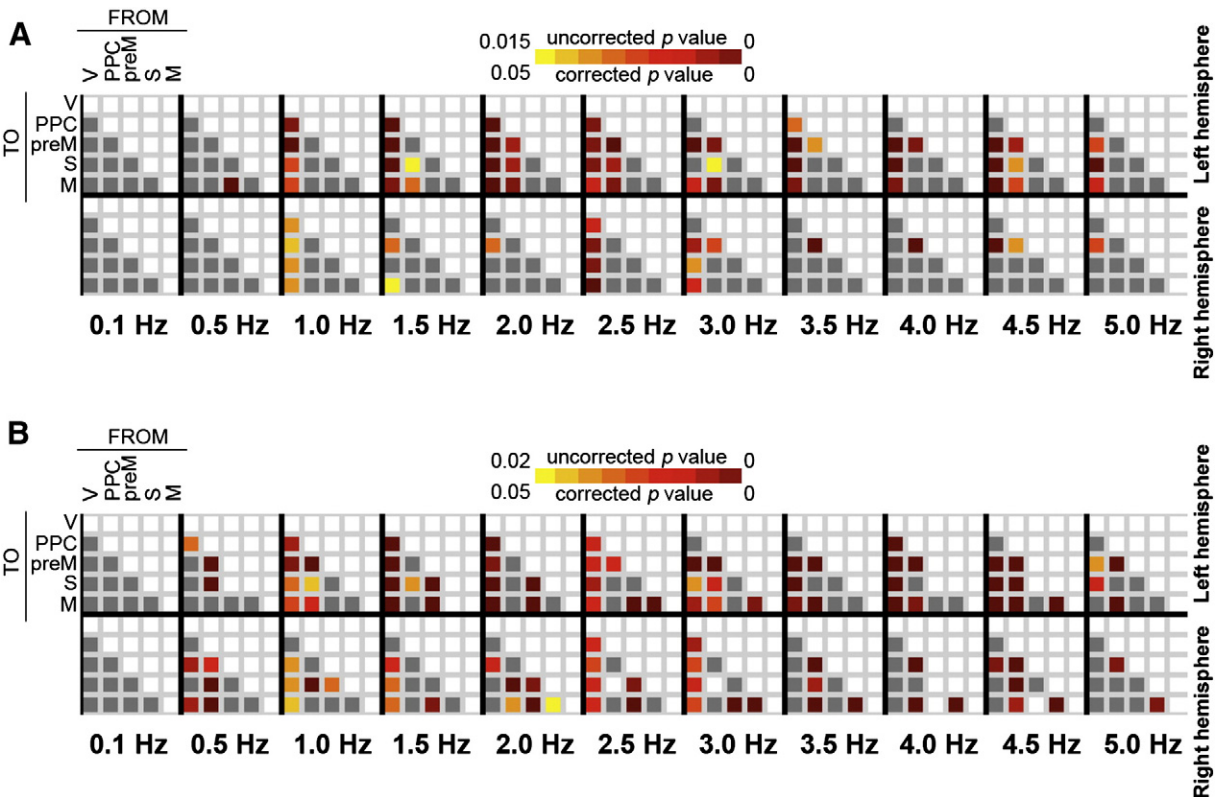 A
FROM
V PPC preM S M
0.015 uncorrected p value 0
0.05 corrected p value 0
TO
V
PPC
preM
S
M
Left hemisphere
Right hemisphere
0.1 Hz 0.5 Hz 1.0 Hz 1.5 Hz 2.0 Hz 2.5 Hz 3.0 Hz 3.5 Hz 4.0 Hz 4.5 Hz 5.0 Hz
B
FROM
V PPC preM S M
0.02 uncorrected p value 0
0.05 corrected p value 0
TO
V
PPC
preM
S
M
Left hemisphere
Right hemisphere
0.1 Hz 0.5 Hz 1.0 Hz 1.5 Hz 2.0 Hz 2.5 Hz 3.0 Hz 3.5 Hz 4.0 Hz 4.5 Hz 5.0 Hz